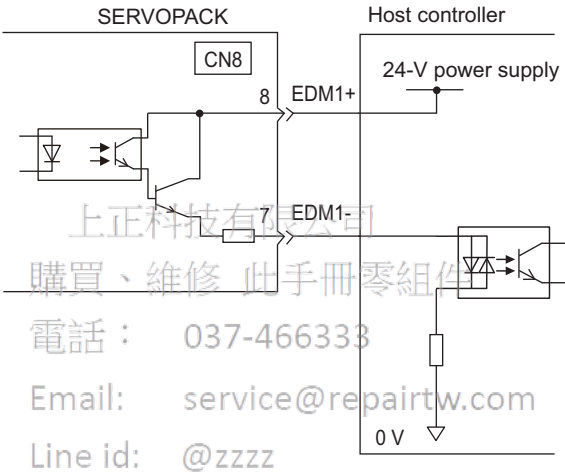 SERVOPACK
Host controller
CN8
24-V power supply
8 EDM1+
7 EDM1-
上正科技有限公司
購買、維修 此手冊零組件
電話： 037-466333
Email: service@repairtw.com
0 V
Line id: @zzzz